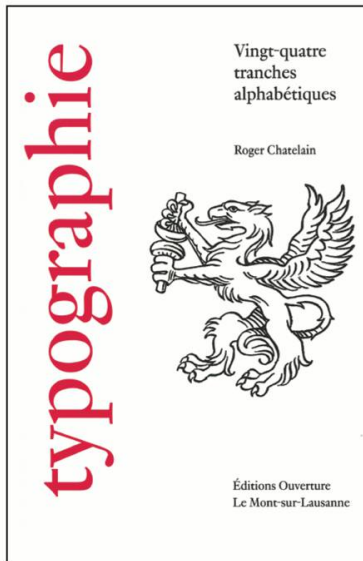 typographie
Vingt-quatre
tranches
alphabétiques
Roger Chatelain
Éditions Ouverture
Le Mont-sur-Lausanne